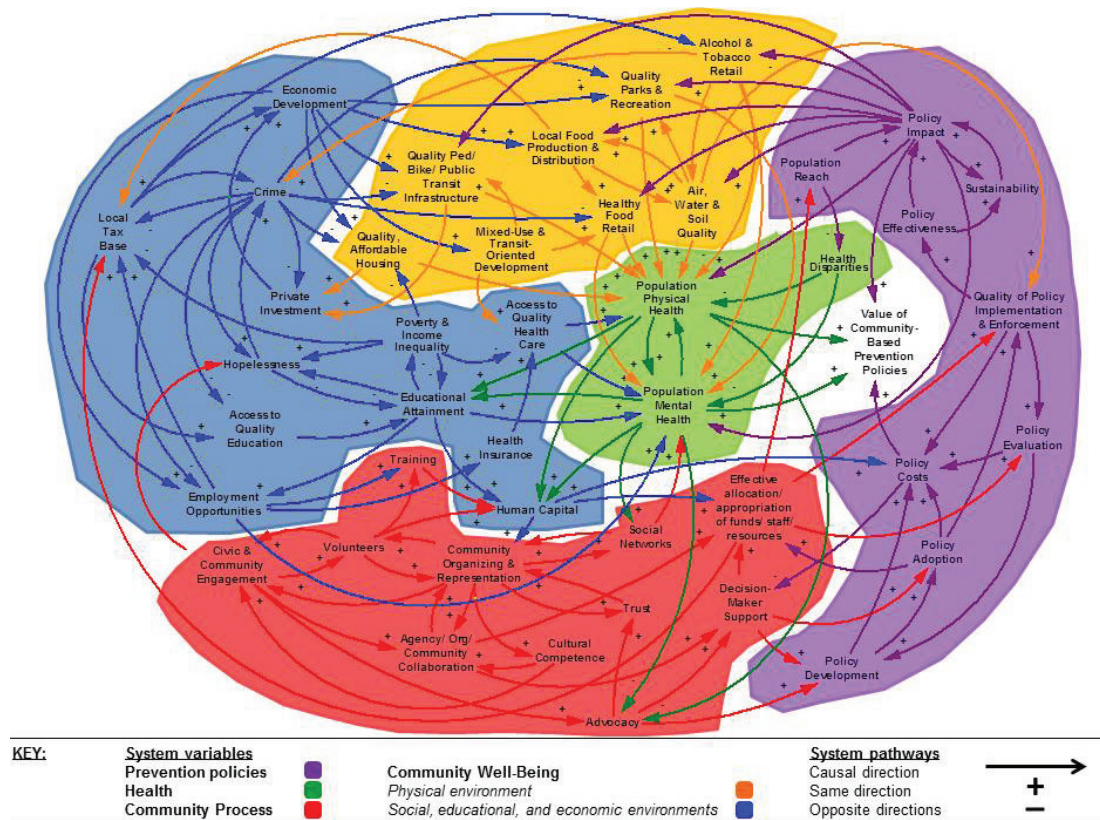 Alcohol &
Tobacco
Retail
Quality
Parks &
Recreation
Economic
Development
Policy
Impact
Local Food
Production &
Distribution
Quality Ped/
Bike/ Public
Transit
Infrastructure
Population
Reach
Sustainability
Crime
Air,
Water &
Soil
Quality
Healthy
Food
Retail
Local
Tax
Base
Policy
Effectiveness
Quality,
Affordable
Housing
Mixed-Use &
Transit-
Oriented
Development
Health
Disparities
Population
Physical
Health
Private
Investment
Quality of Policy
Implementation
& Enforcement
Access to
Quality
Health
Care
Value of
Community-
Based
Prevention
Policies
Poverty &
Income
Inequality
Hopelessness
Educational
Attainment
Population
Mental
Health
Access to
Quality
Education
Health
Insurance
Policy
Evaluation
Training
Policy
Costs
Employment
Opportunities
Human Capital
Effective
allocation/
appropriation
of funds/ staff/
resources
Social
Networks
Civic &
Community
Engagement
Volunteers
Community
Organizing &
Representation
Policy
Adoption
Decision-
Maker
Support
Trust
Agency/ Org/
Community
Collaboration
Cultural
Competence
Policy
Development
Advocacy
KEY:
System variables
Prevention policies
Health
Community Process
Community Well-Being
Physical environment
Social, educational, and economic environments
System pathways
Causal direction
Same direction +
Opposite directions −